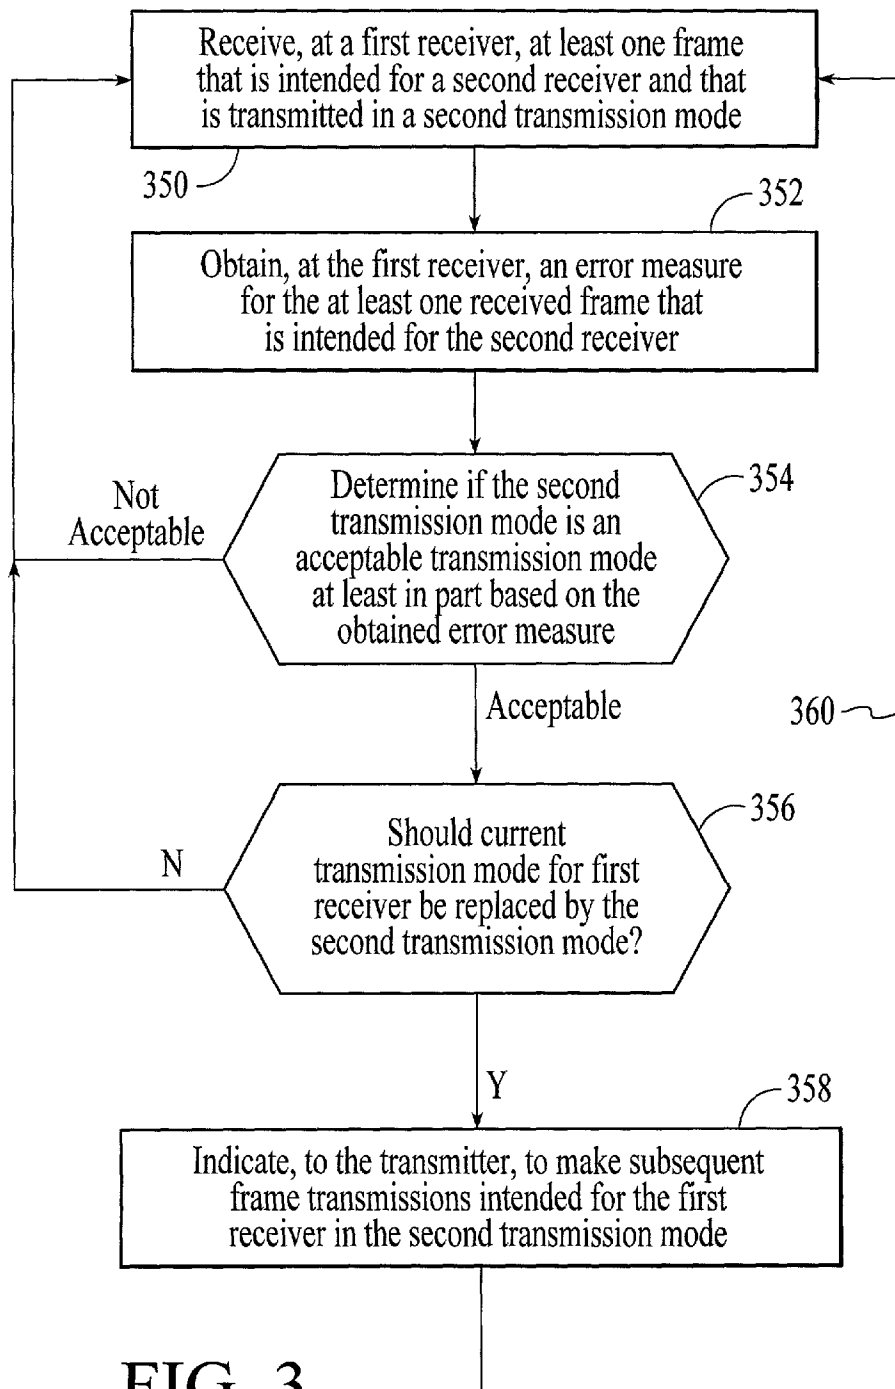 Receive, at a first receiver, at least one frame
that is intended for a second receiver and that
is transmitted in a second transmission mode
350
352
Obtain, at the first receiver, an error measure
for the at least one received frame that
is intended for the second receiver
354
Not
Acceptable
Determine if the second
transmission mode is an
acceptable transmission mode
at least in part based on the
obtained error measure
Acceptable
360
356
N
Should current
transmission mode for first
receiver be replaced by the
second transmission mode?
Y
358
Indicate, to the transmitter, to make subsequent
frame transmissions intended for the first
receiver in the second transmission mode
FIG. 3